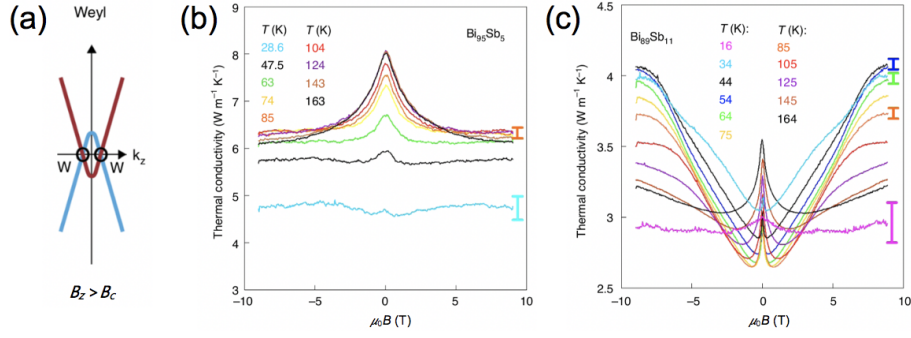 (a)
Weyl
W
W
k_z
B_z > B_c
(b)
Thermal conductivity (W m⁻¹ K⁻¹)
9
8
7
6
5
4
3
T (K) T (K)
28.6 104
47.5 124
63 143
74 163
85
Bi₉₅Sb₅
−10 −5 0 5 10
μ₀B (T)
(c)
Thermal conductivity (W m⁻¹ K⁻¹)
4.5
4
3.5
3
2.5
Bi₈₉Sb₁₁
T (K): T (K):
16 85
34 105
44 125
54 145
64 164
75
−10 −5 0 5 10
μ₀B (T)